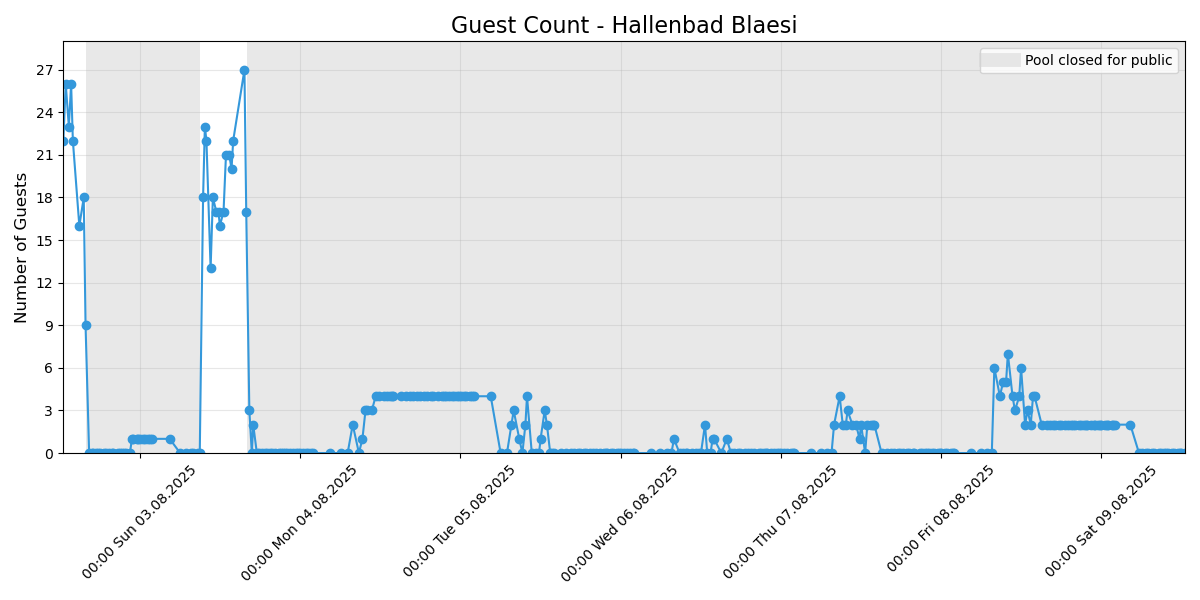 Guest Count - Hallenbad Blaesi
Pool closed for public
Number of Guests
27
24
21
18
15
12
9
6
3
0
00:00 Sun 03.08.2025
00:00 Mon 04.08.2025
00:00 Tue 05.08.2025
00:00 Wed 06.08.2025
00:00 Thu 07.08.2025
00:00 Fri 08.08.2025
00:00 Sat 09.08.2025